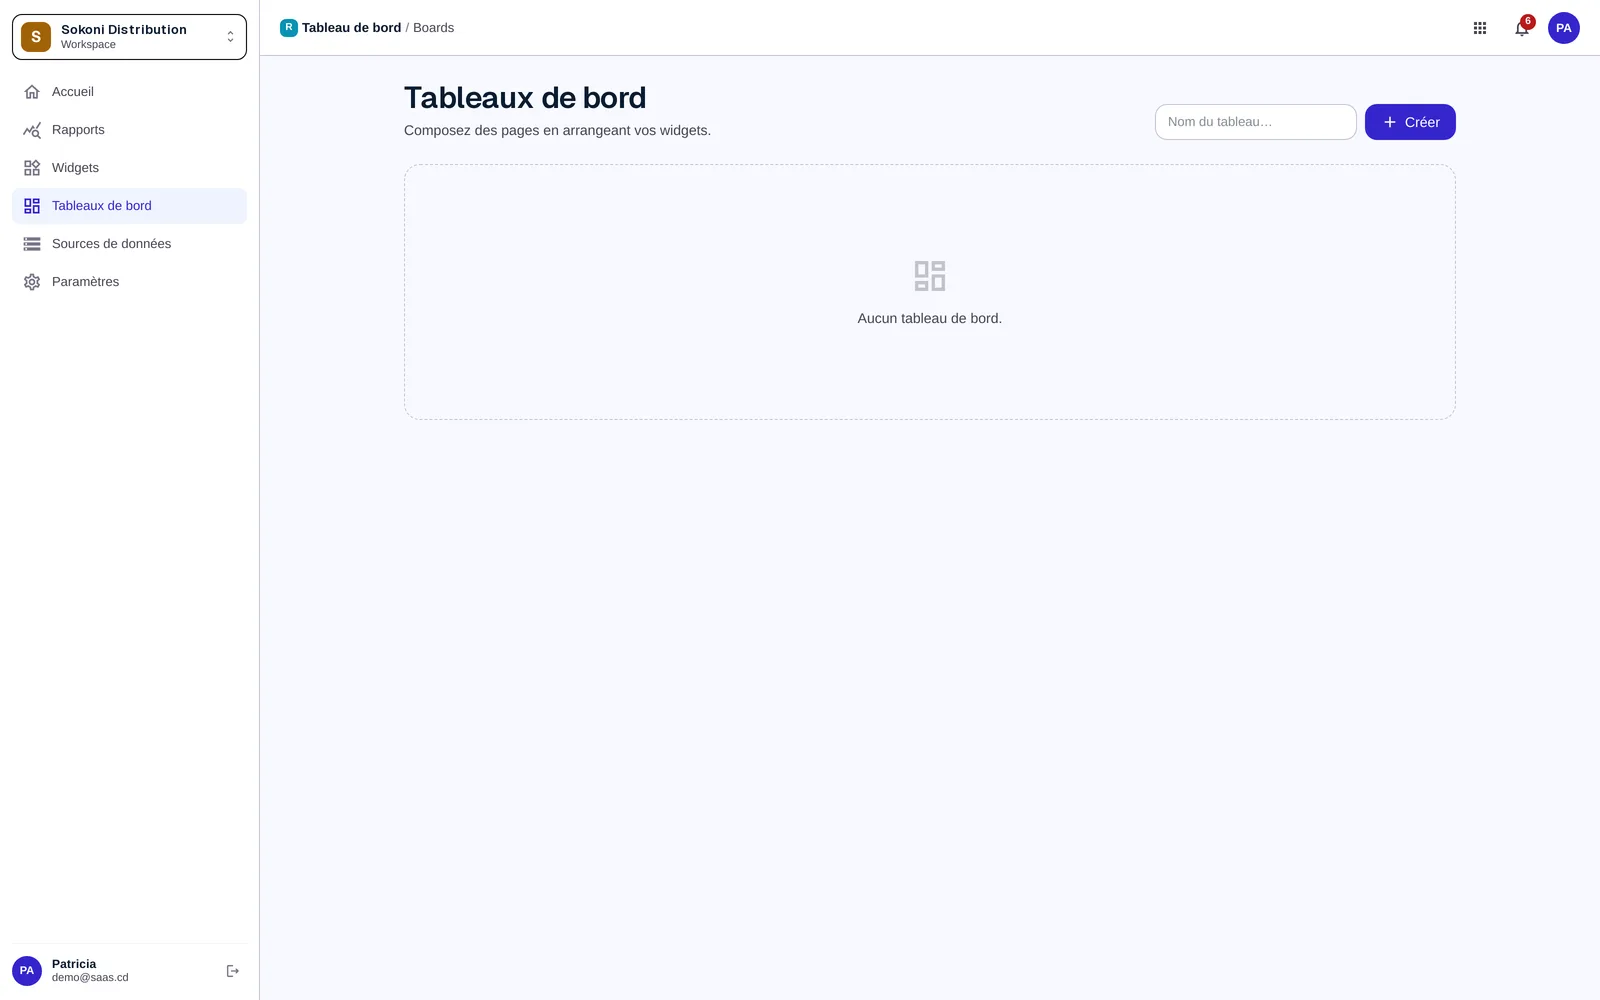 S
Sokoni Distribution
Workspace
Accueil
Rapports
Widgets
Tableaux de bord
Sources de données
Paramètres
PA
Patricia
demo@saas.cd
R Tableau de bord / Boards
6
PA
Tableaux de bord
Composez des pages en arrangeant vos widgets.
Nom du tableau…
Créer
Aucun tableau de bord.